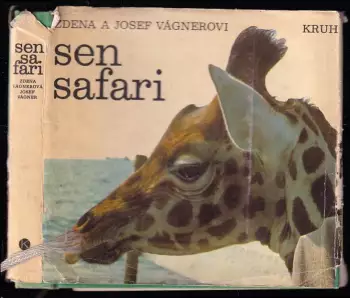 ZDENA A JOSEF VÁGNEROVI
KRUH
sen
safari
sen
sa
fari
ZDENA
VÁGNEROVÁ
JOSEF
VÁGNER
K